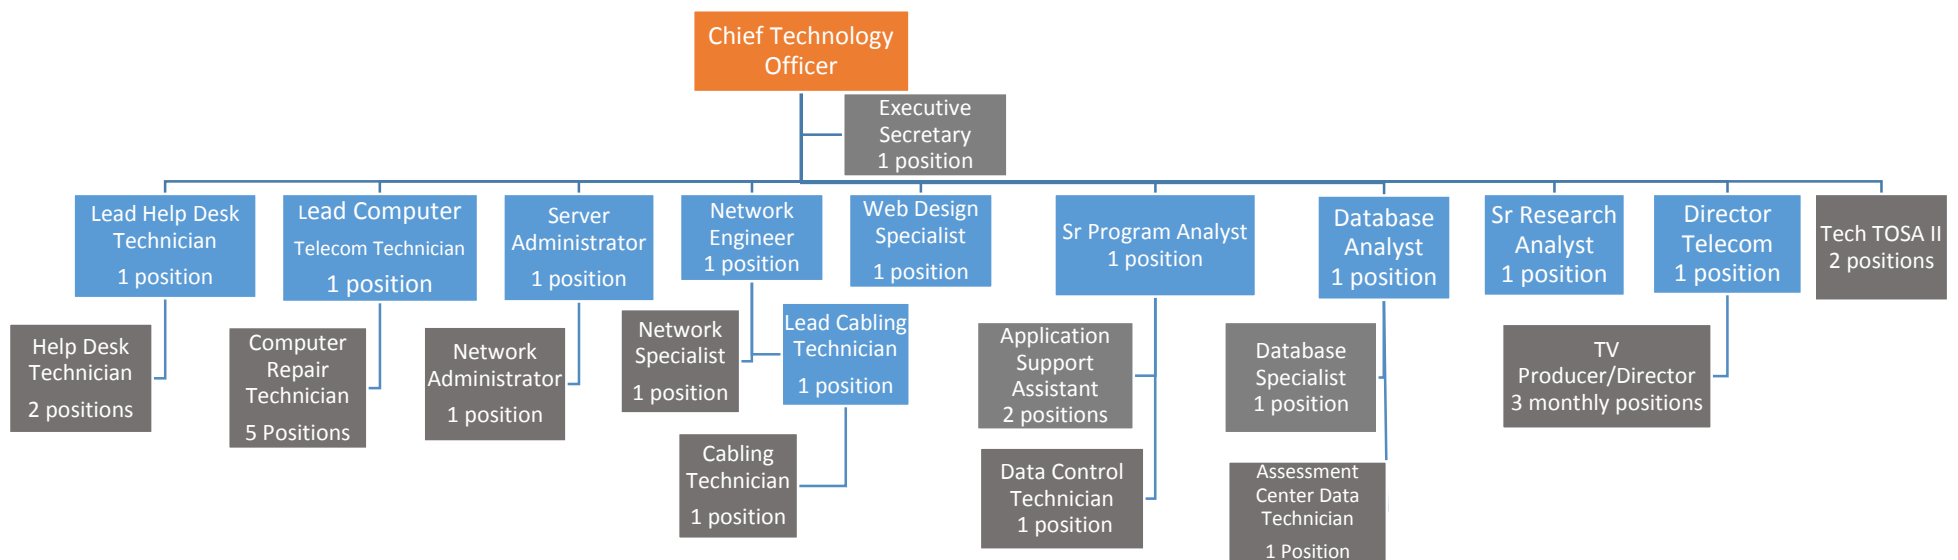 Chief Technology
Officer
Executive
Secretary
1 position
Lead Help Desk
Technician
1 position
Lead Computer
Telecom Technician
1 position
Server
Administrator
1 position
Network
Engineer
1 position
Web Design
Specialist
1 position
Sr Program Analyst
1 position
Database
Analyst
1 position
Sr Research
Analyst
1 position
Director
Telecom
1 position
Tech TOSA II
2 positions
Help Desk
Technician
2 positions
Computer
Repair
Technician
5 Positions
Network
Administrator
1 position
Network
Specialist
1 position
Lead Cabling
Technician
1 position
Cabling
Technician
1 position
Application
Support
Assistant
2 positions
Data Control
Technician
1 position
Database
Specialist
1 position
Assessment
Center Data
Technician
1 Position
TV
Producer/Director
3 monthly positions